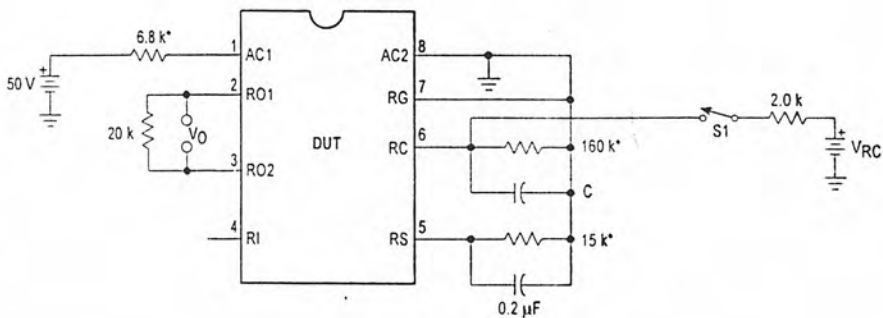 6.8 k*
50 V
+
1
AC1
2
RO1
20 k
VO
3
RO2
4
RI
DUT
AC2
8
RG
7
RC
6
160 k*
C
RS
5
15 k*
0.2 µF
S1
2.0 k
+
VRC